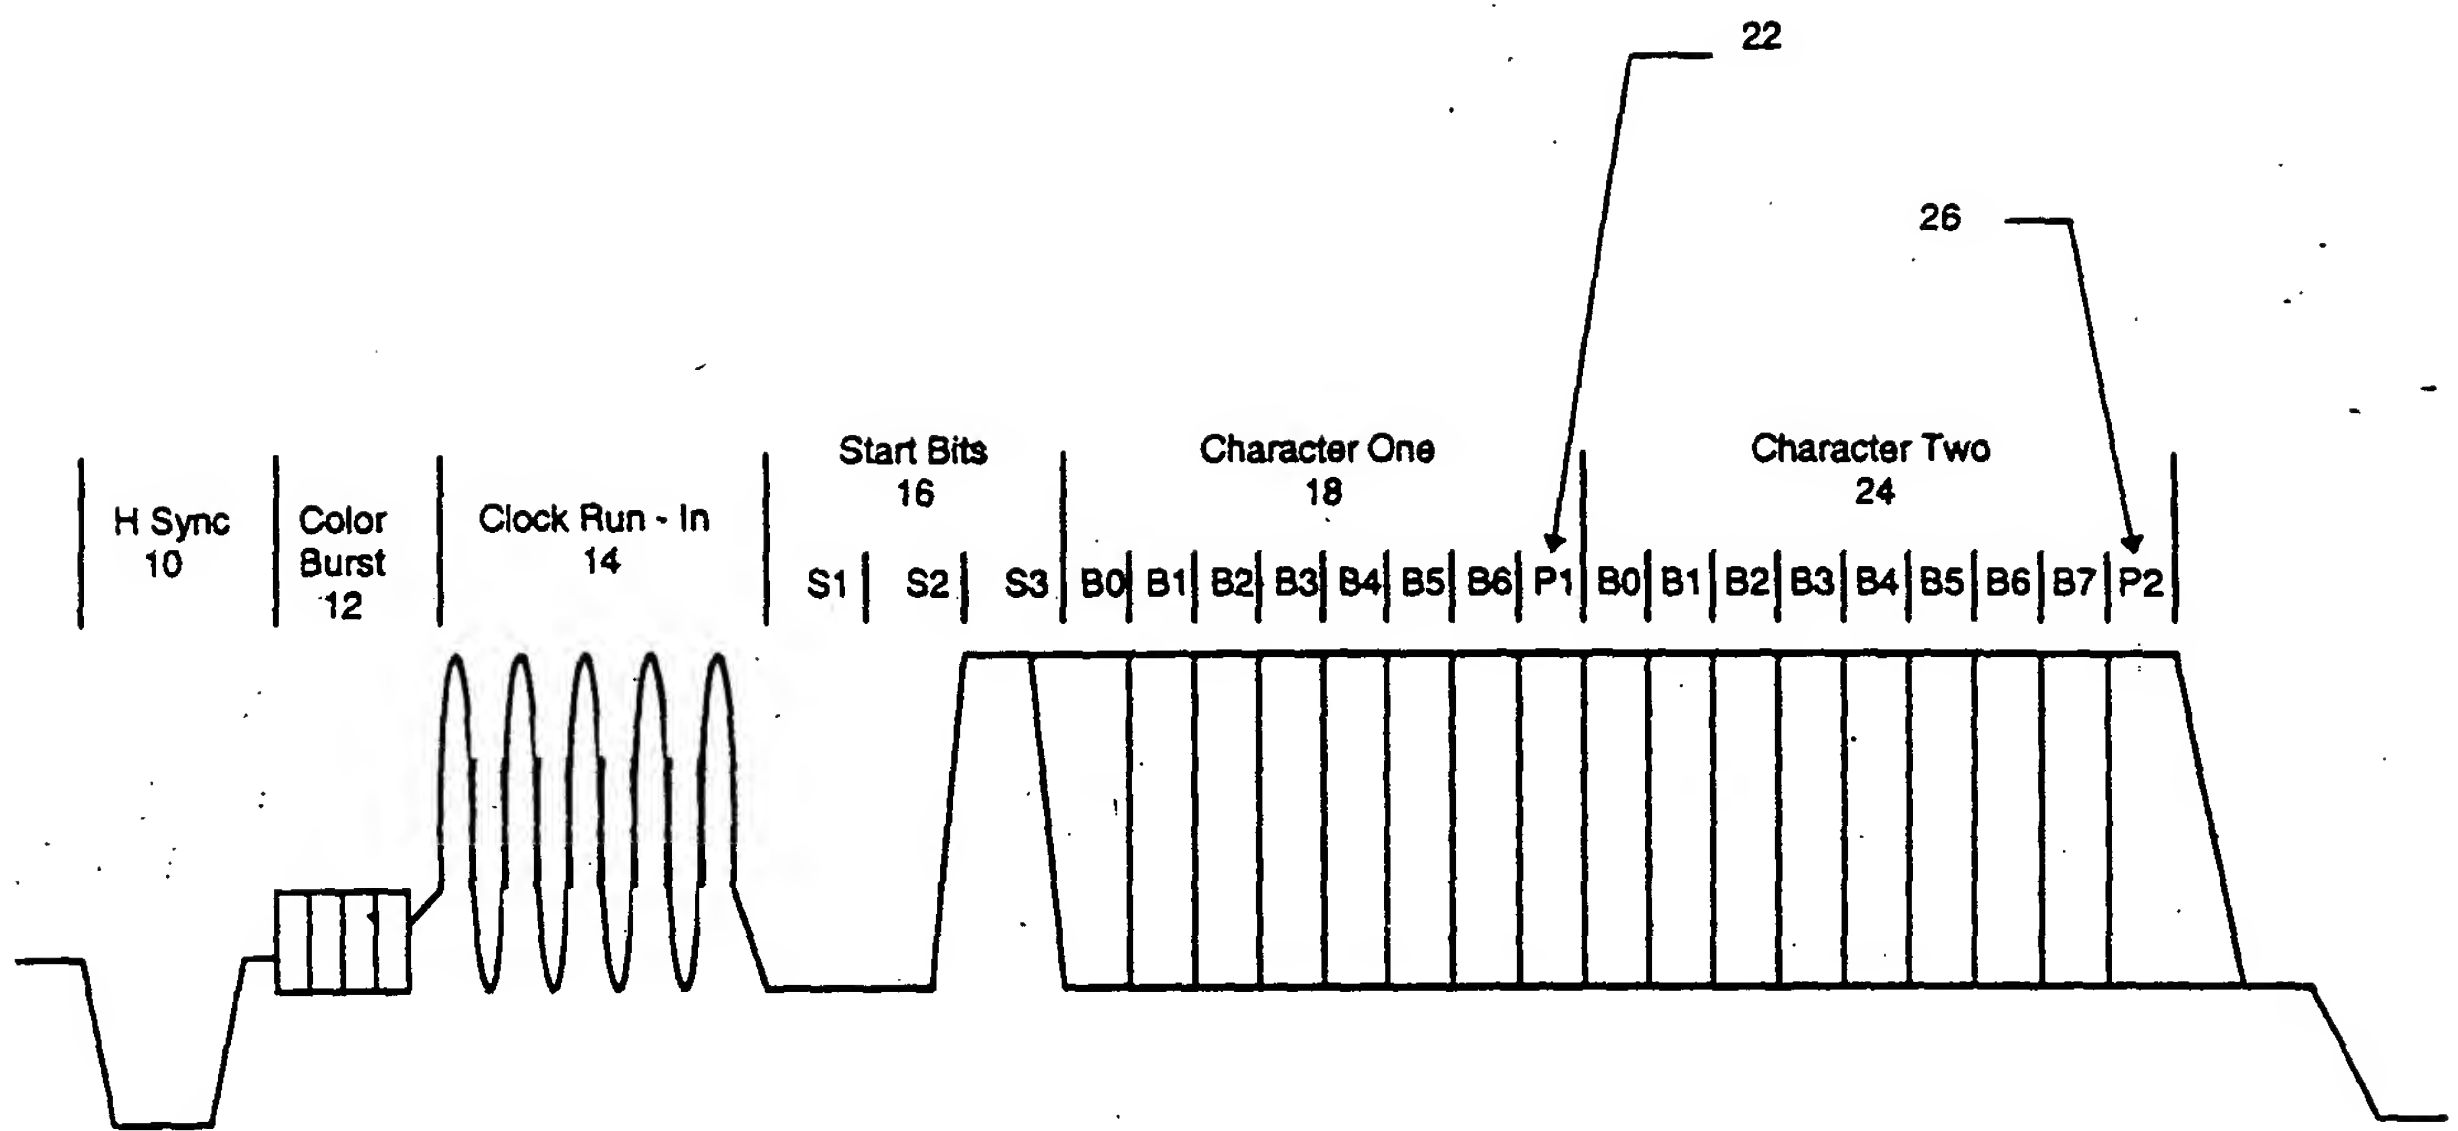 22
26
Start Bits
16
Character One
18
Character Two
24
H Sync
10
Color
Burst
12
Clock Run - In
14
S1 S2 S3 B0 B1 B2 B3 B4 B5 B6 P1 B0 B1 B2 B3 B4 B5 B6 B7 P2